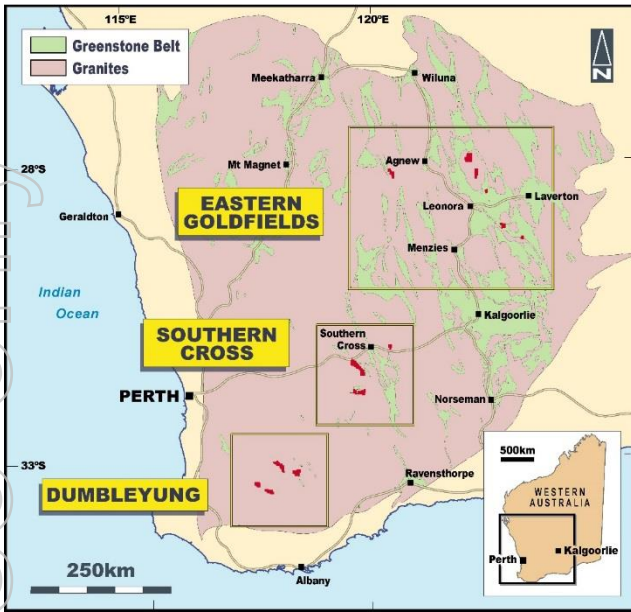 115°E
120°E
Greenstone Belt
Granites
N
Meekatharra
Wiluna
28°S
Mt Magnet
Agnew
EASTERN
GOLDFIELDS
Laverton
Leonora
Geraldton
Menzies
Indian
Ocean
Kalgoorlie
SOUTHERN
CROSS
Southern
Cross
PERTH
Norseman
33°S
500km
WESTERN
AUSTRALIA
Ravensthorpe
DUMBLEYUNG
Kalgoorlie
Perth
250km
Albany